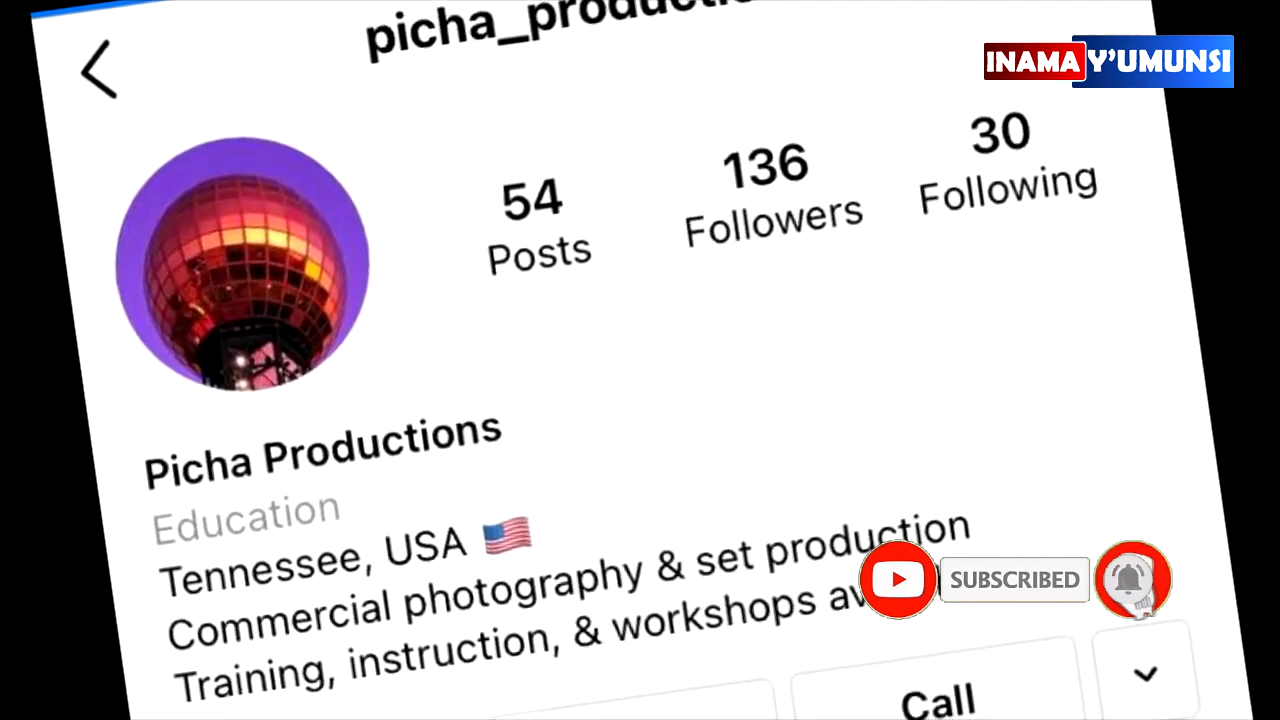 picha_producti
INAMA Y'UMUNSI
54
Posts
136
Followers
30
Following
Picha Productions
Education
Tennessee, USA 🇺🇸
Commercial photography & set production
Training, instruction, & workshops
SUBSCRIBED
Call